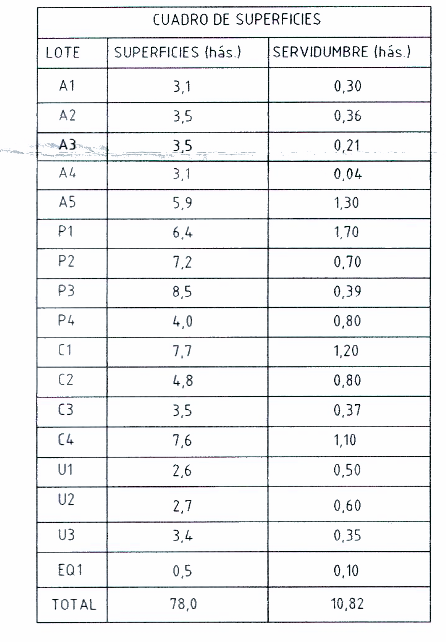 CUADRO DE SUPERFICIES
LOTE SUPERFICIES (hás.) SERVIDUMBRE (hás.)
A1 3,1 0,30
A2 3,5 0,36
A3 3,5 0,21
A4 3,1 0,04
A5 5,9 1,30
P1 6,4 1,70
P2 7,2 0,70
P3 8,5 0,39
P4 4,0 0,80
C1 7,7 1,20
C2 4,8 0,80
C3 3,5 0,37
C4 7,6 1,10
U1 2,6 0,50
U2 2,7 0,60
U3 3,4 0,35
EQ1 0,5 0,10
TOTAL 78,0 10,82